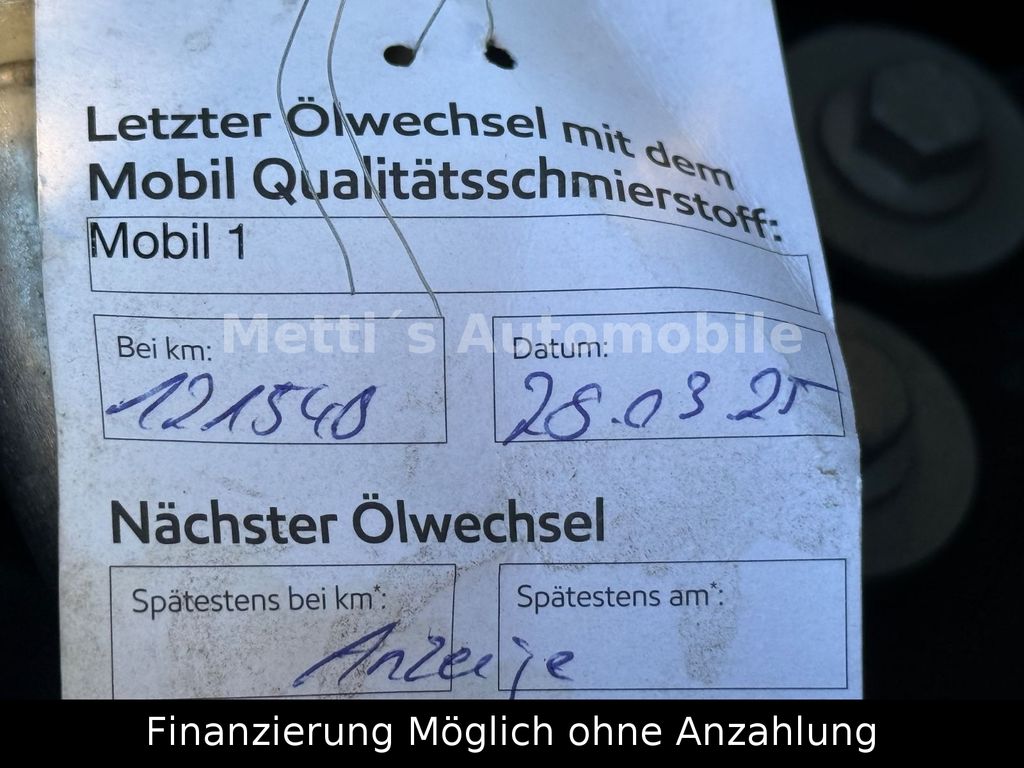 Letzter Ölwechsel mit dem
Mobil Qualitätsschmierstoff:
Mobil 1
Metti´s Automobile
Bei km: Datum:
121548 28.03.25
Nächster Ölwechsel
Spätestens bei km*: Spätestens am*:
Anzeige
Finanzierung Möglich ohne Anzahlung